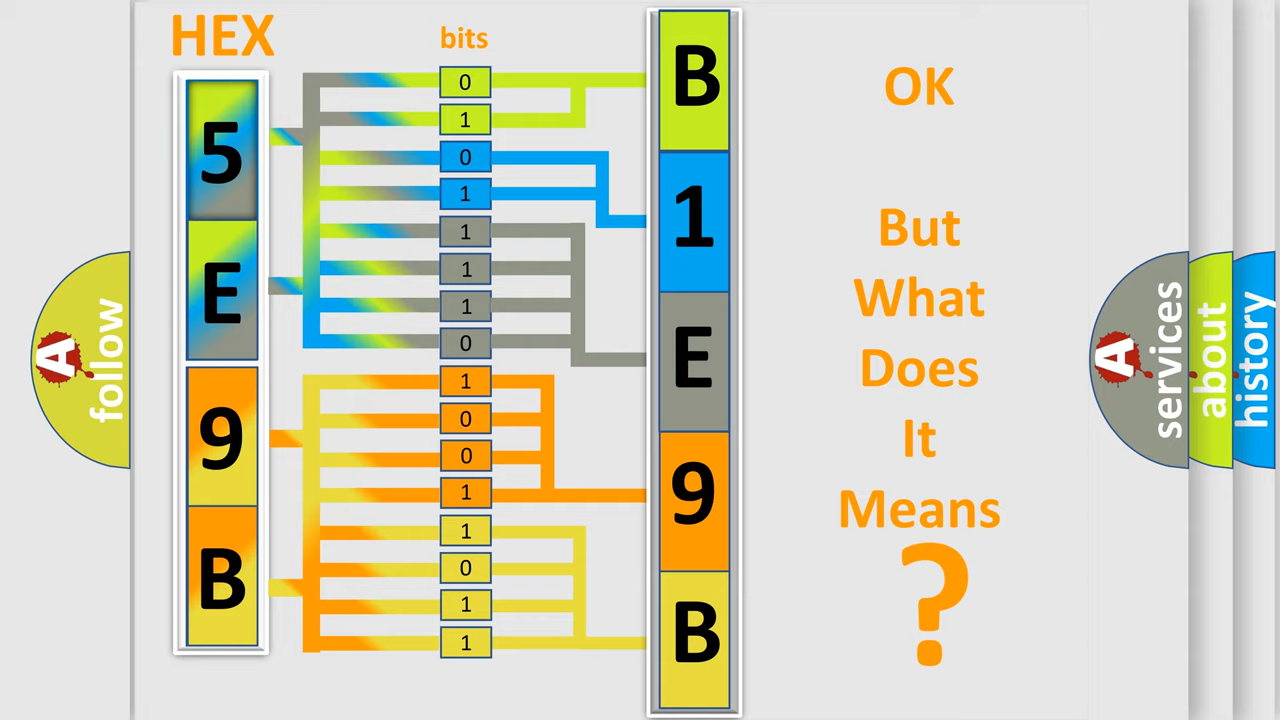 HEX
bits
5
E
9
B
0
1
0
1
1
1
1
0
1
0
0
1
1
0
1
1
B
1
E
9
B
OK
But
What
Does
It
Means
?
A
follow
A
services
about
history